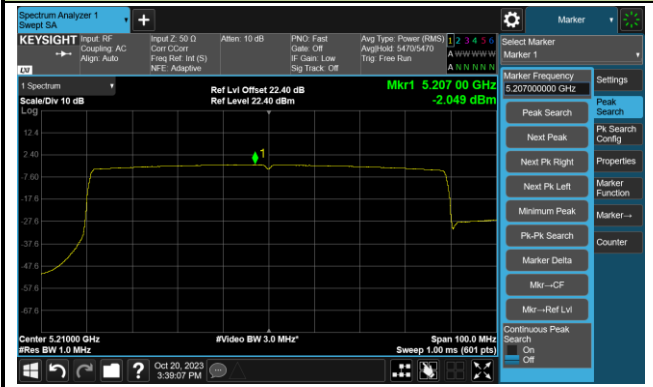 Spectrum Analyzer 1
Swept SA
Marker
KEYSIGHT
Input: RF
Coupling: AC
Align: Auto
Input Z: 50 Ω
Corr CCorr
Freq Ref: Int (S)
NFE: Adaptive
Atten: 10 dB
PNO: Fast
Gate: Off
IF Gain: Low
Sig Track: Off
Avg Type: Power (RMS)
Avg|Hold: 5470/5470
Trig: Free Run
1 2 3 4 5 6
A W W W W W
A N N N N N
LXI
Select Marker
Marker 1
1 Spectrum
Scale/Div 10 dB
Log
Ref Lvl Offset 22.40 dB
Ref Level 22.40 dBm
Mkr1 5.207 00 GHz
-2.049 dBm
Marker Frequency
5.207000000 GHz
Settings
Peak Search
Next Peak
Next Pk Right
Next Pk Left
Minimum Peak
Pk-Pk Search
Marker Delta
Mkr→CF
Mkr→Ref Lvl
Continuous Peak
Search
On
Off
Peak
Search
Pk Search
Config
Properties
Marker
Function
Marker→
Counter
12.4
2.40
-7.60
-17.6
-27.6
-37.6
-47.6
-57.6
-67.6
1
Center 5.21000 GHz
#Res BW 1.0 MHz
#Video BW 3.0 MHz*
Span 100.0 MHz
Sweep 1.00 ms (601 pts)
Oct 20, 2023
3:39:07 PM